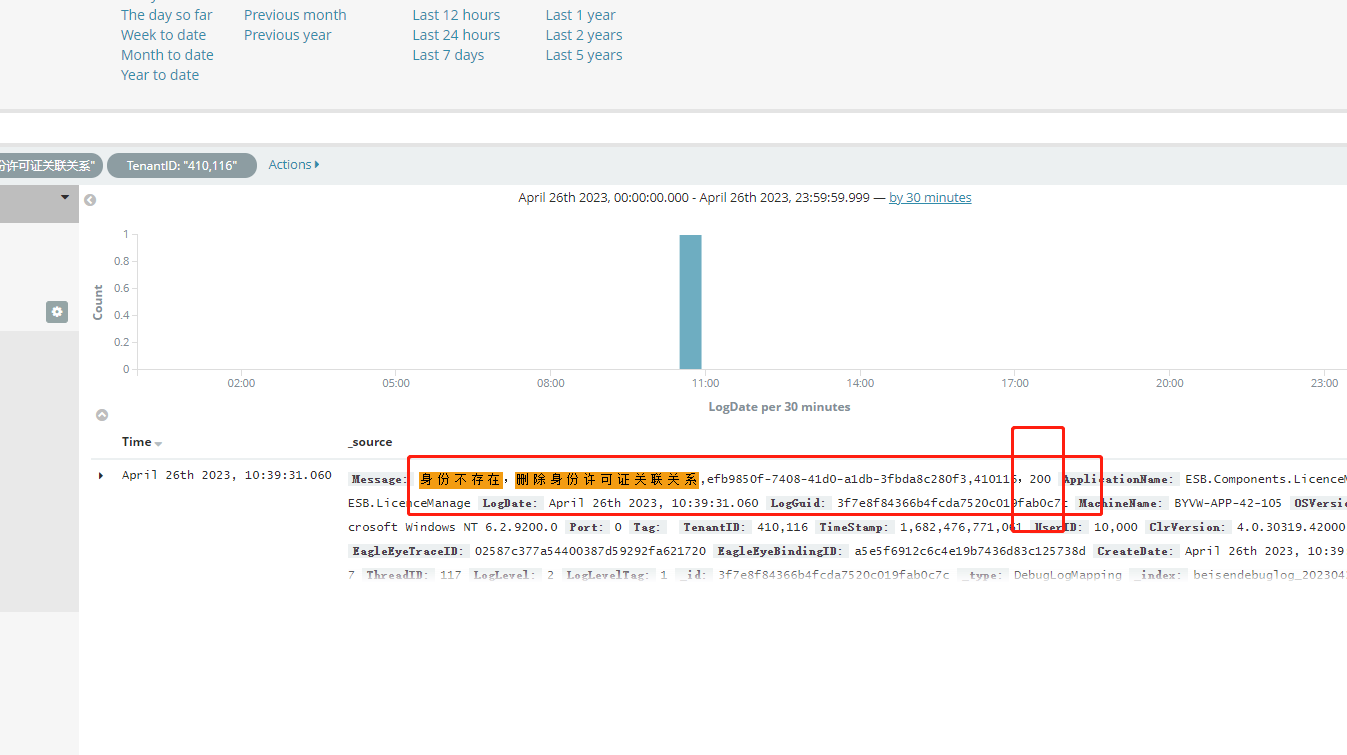 The day so far Previous month Last 12 hours Last 1 year
Week to date Previous year Last 24 hours Last 2 years
Month to date Last 7 days Last 5 years
Year to date
许可证关联关系" TenantID: "410,116" Actions
April 26th 2023, 00:00:00.000 - April 26th 2023, 23:59:59.999 — by 30 minutes
1
0.8
0.6
0.4
0.2
0
Count
02:00 05:00 08:00 11:00 14:00 17:00 20:00 23:00
LogDate per 30 minutes
Time _source
April 26th 2023, 10:39:31.060 Message: 身份不存在，删除身份许可证关联关系,efb9850f-7408-41d0-a1db-3fbda8c280f3,410116，200 ApplicationName: ESB.Components.Licence
ESB.LicenceManage LogDate: April 26th 2023, 10:39:31.060 LogGuid: 3f7e8f84366b4fcda7520c019fab0c7c MachineName: BYVW-APP-42-105 OSVersio
crosoft Windows NT 6.2.9200.0 Port: 0 Tag: TenantID: 410,116 TimeStamp: 1,682,476,771,061 UserID: 10,000 ClrVersion: 4.0.30319.42000
EagleEyeTraceID: 02587c377a54400387d59292fa621720 EagleEyeBindingID: a5e5f6912c6c4e19b7436d83c125738d CreateDate: April 26th 2023, 10:39
7 ThreadID: 117 LogLevel: 2 LogLevelTag: 1 _id: 3f7e8f84366b4fcda7520c019fab0c7c _type: DebugLogMapping _index: beisendebuglog_202304